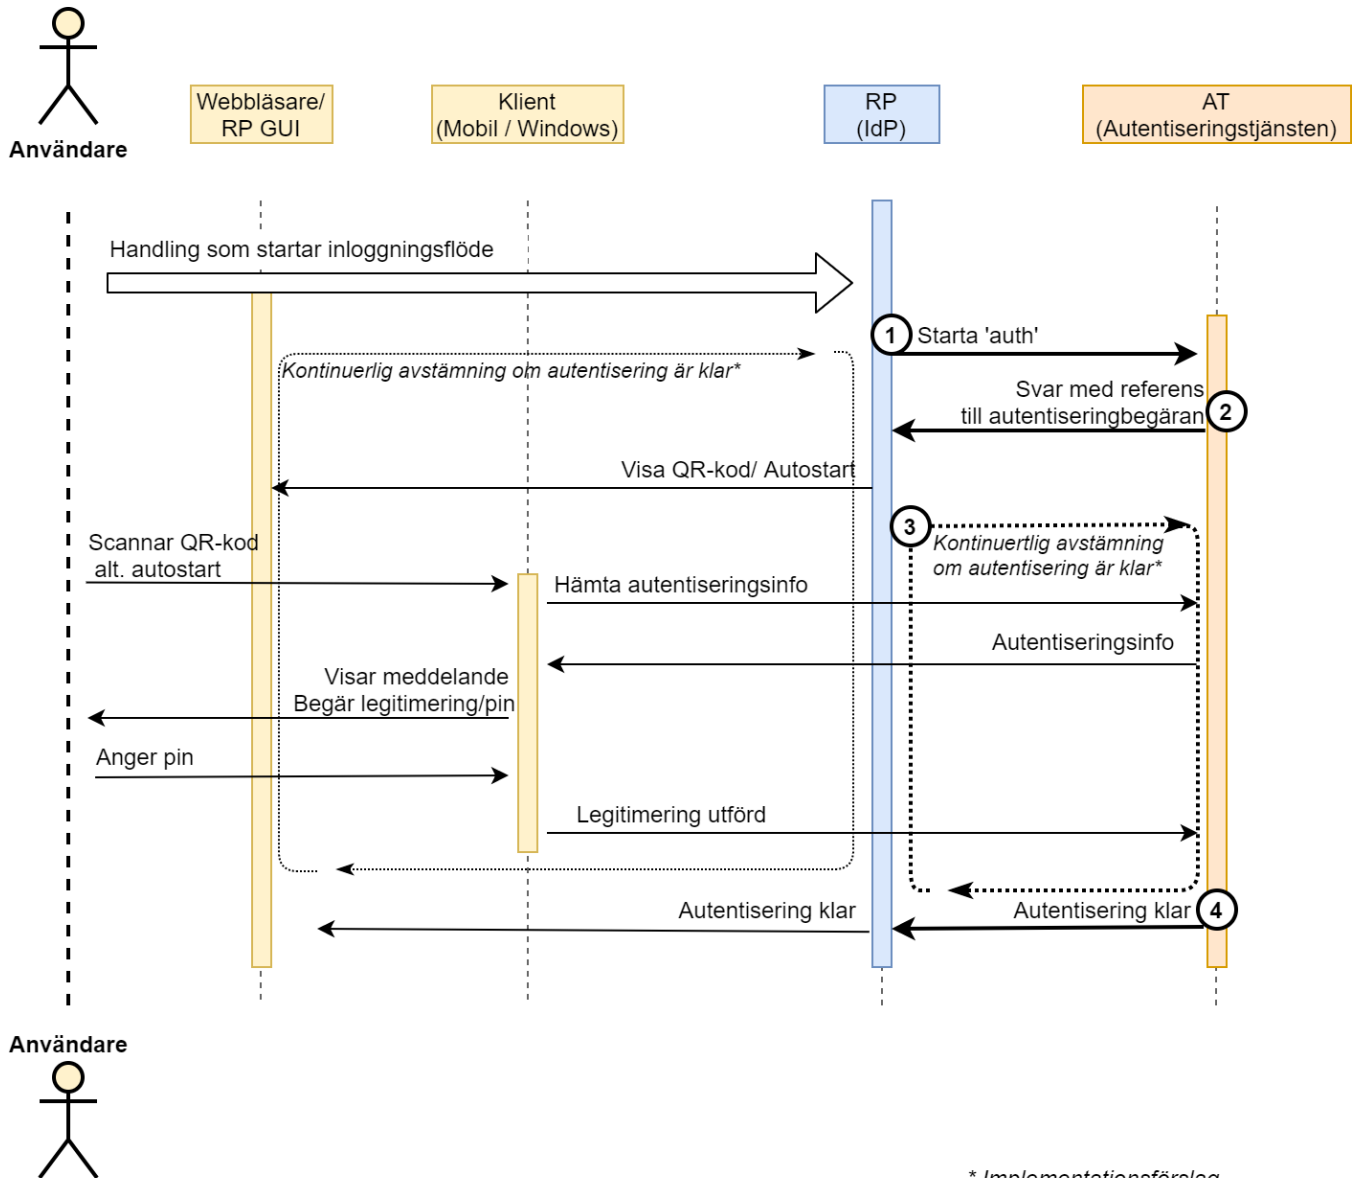 Användare
Webbläsare/
RP GUI
Klient
(Mobil / Windows)
RP
(IdP)
AT
(Autentiseringstjänsten)
Handling som startar inloggningsflöde
1
Starta 'auth'
Kontinuerlig avstämning om autentisering är klar*
Svar med referens
till autentiseringbegäran
2
Visa QR-kod/ Autostart
3
Kontinuertlig avstämning
om autentisering är klar*
Scannar QR-kod
alt. autostart
Hämta autentiseringsinfo
Autentiseringsinfo
Visar meddelande
Begär legitimering/pin
Anger pin
Legitimering utförd
Autentisering klar
Autentisering klar
4
Användare
* Implementationsförslag